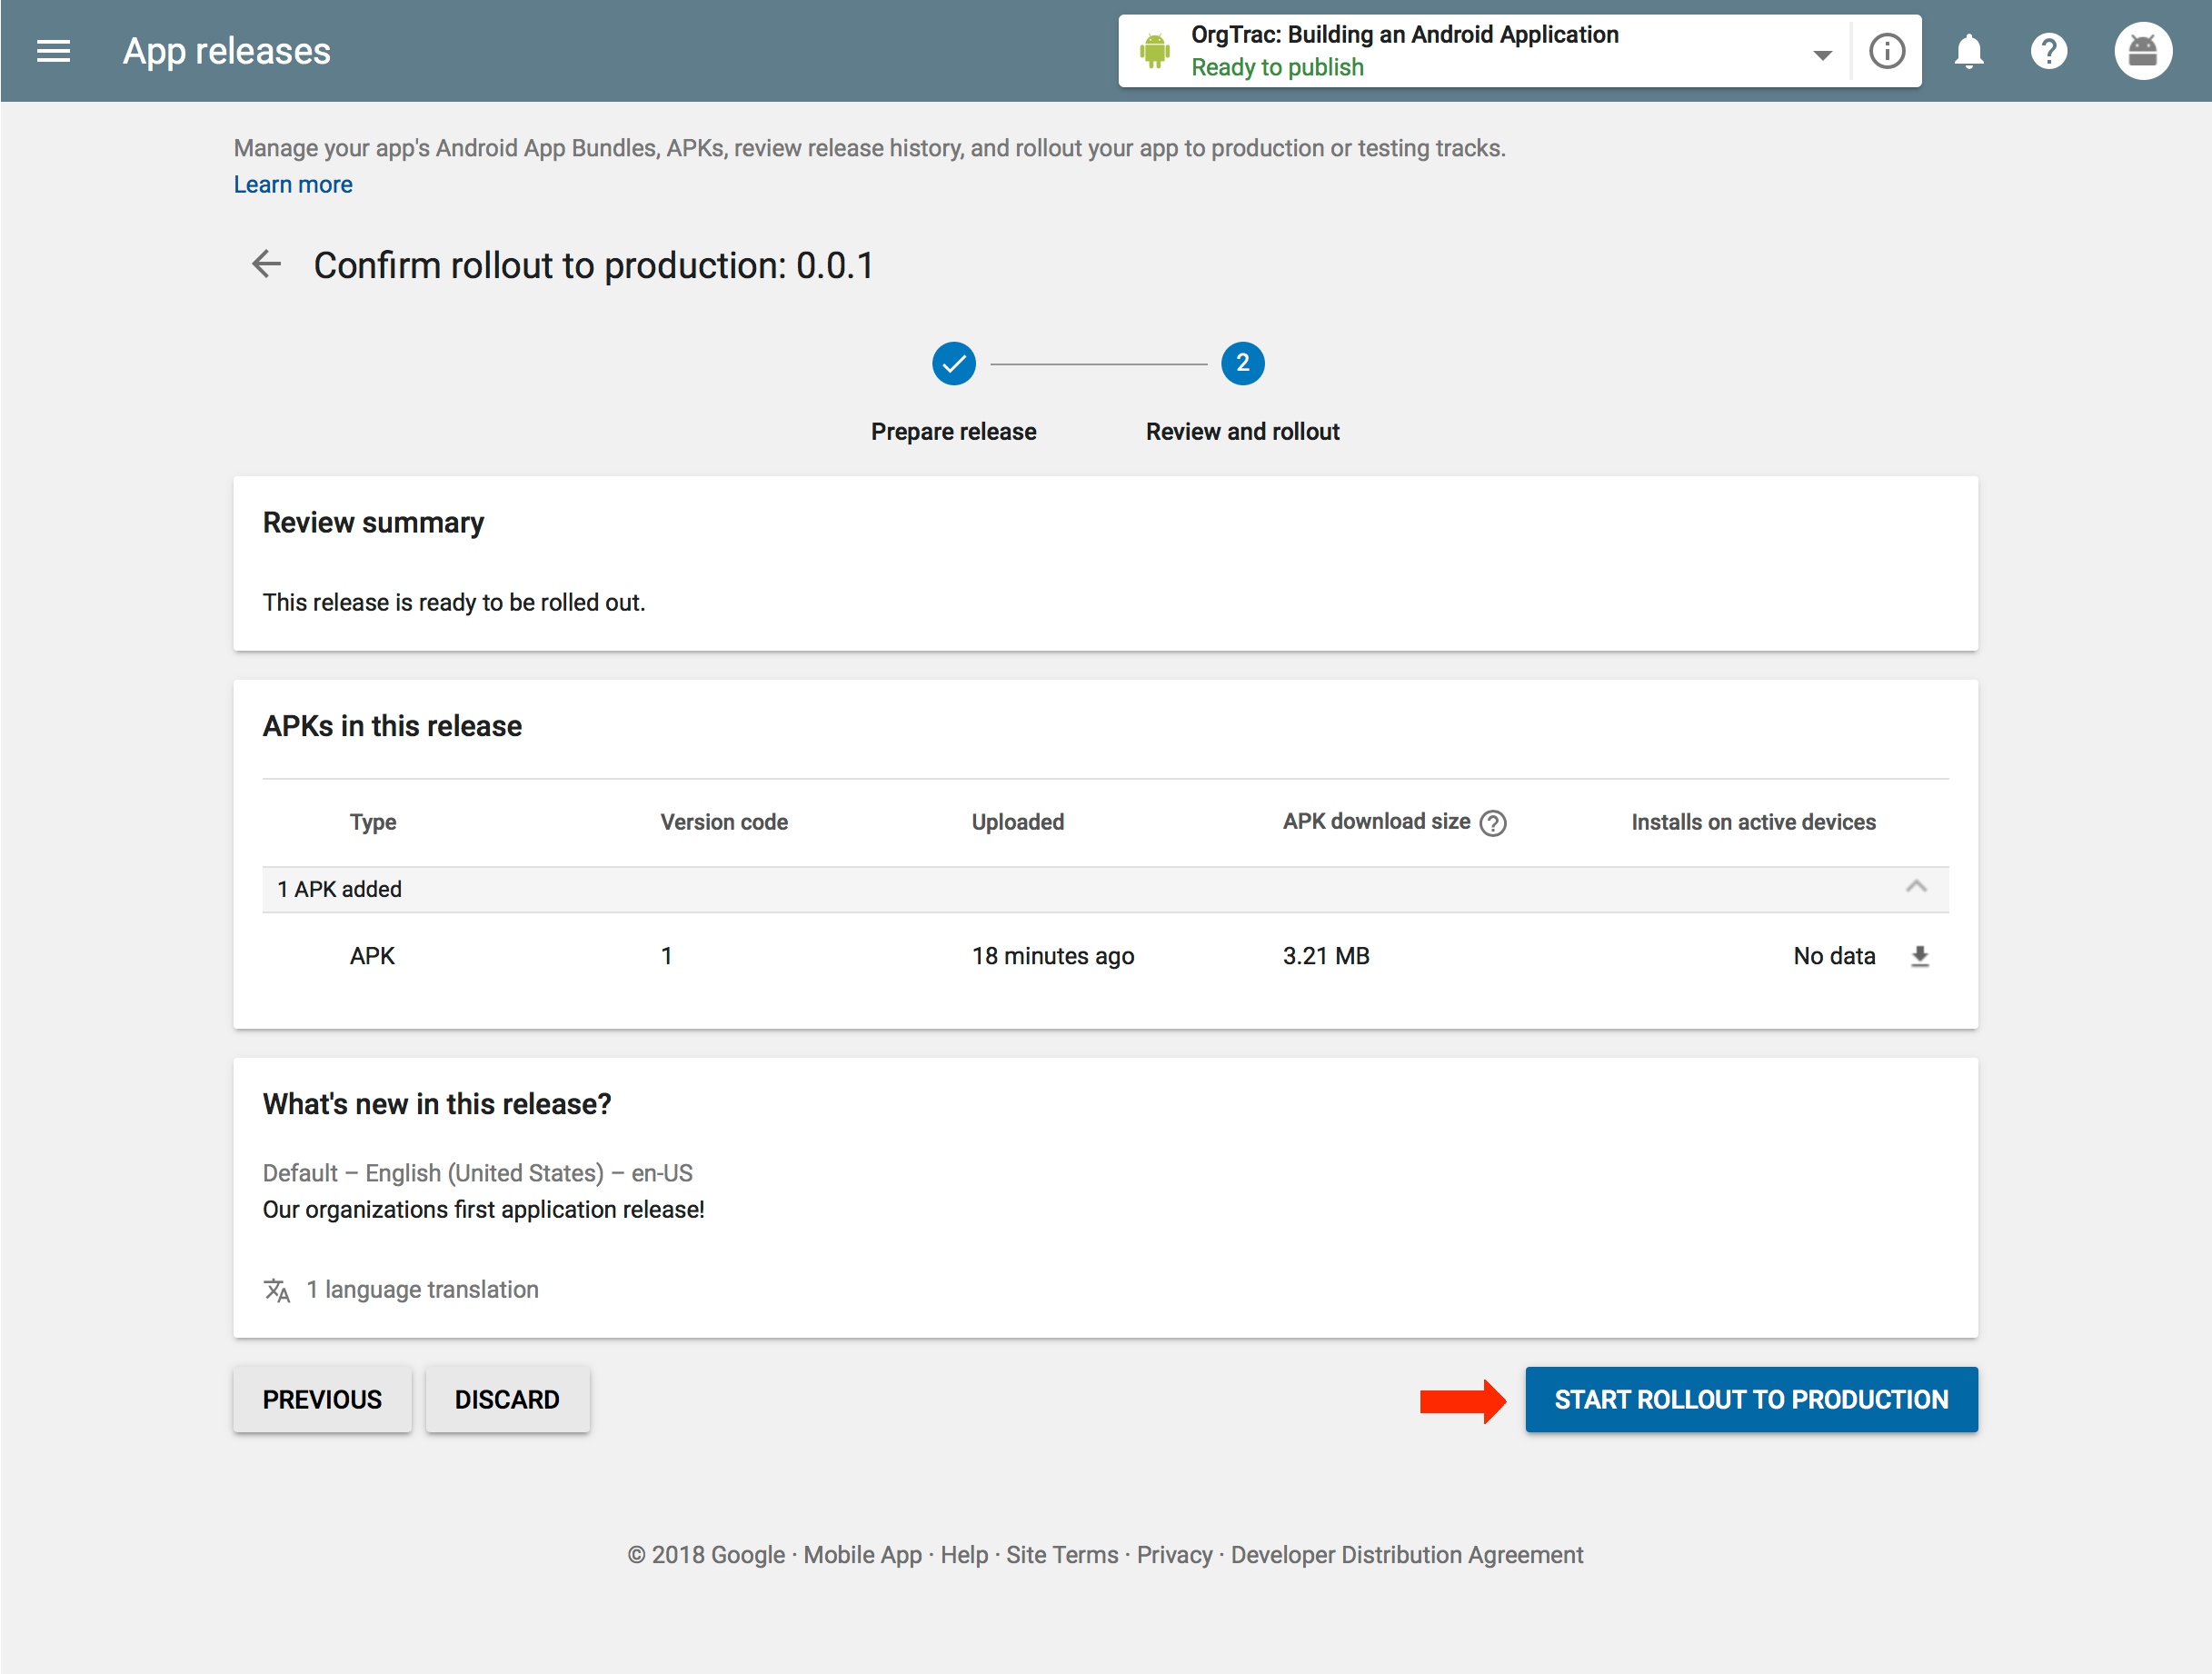 App releases
OrgTrac: Building an Android Application
Ready to publish
Manage your app's Android App Bundles, APKs, review release history, and rollout your app to production or testing tracks.
Learn more
Confirm rollout to production: 0.0.1
2
Prepare release Review and rollout
Review summary
This release is ready to be rolled out.
APKs in this release
Type Version code Uploaded APK download size Installs on active devices
1 APK added
APK 1 18 minutes ago 3.21 MB No data
What's new in this release?
Default – English (United States) – en-US
Our organizations first application release!
1 language translation
PREVIOUS DISCARD START ROLLOUT TO PRODUCTION
© 2018 Google · Mobile App · Help · Site Terms · Privacy · Developer Distribution Agreement